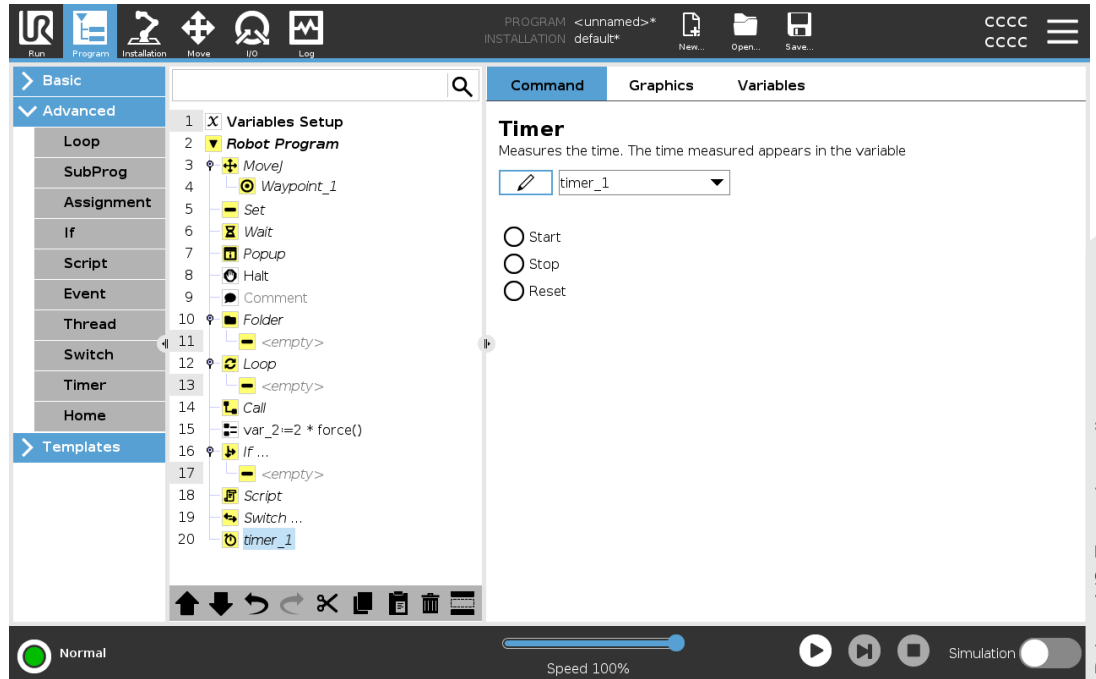 PROGRAM <unnamed>*
INSTALLATION default*
CCCC
CCCC
Run
Program
Installation
Move
I/O
Log
New...
Open...
Save...
Basic
Advanced
Loop
SubProg
Assignment
If
Script
Event
Thread
Switch
Timer
Home
Templates
1 X Variables Setup
2 Robot Program
3 MoveJ
4 Waypoint_1
5 Set
6 Wait
7 Popup
8 Halt
9 Comment
10 Folder
11 <empty>
12 Loop
13 <empty>
14 Call
15 var_2:=2 * force()
16 If ...
17 <empty>
18 Script
19 Switch ...
20 timer_1
Command Graphics Variables
Timer
Measures the time. The time measured appears in the variable
timer_1
Start
Stop
Reset
Normal
Speed 100%
Simulation